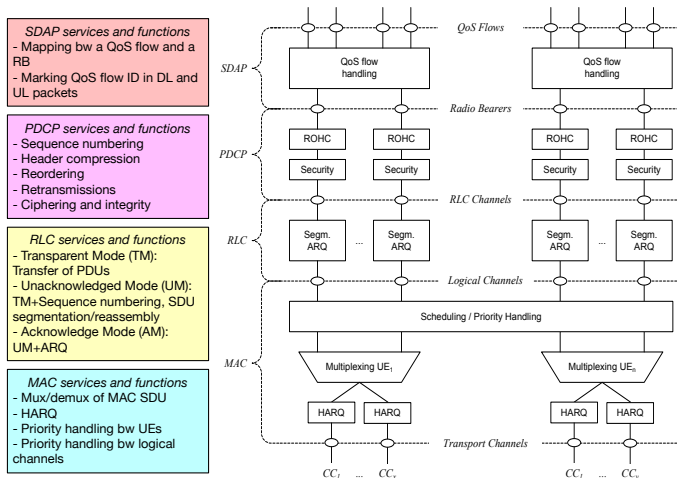 SDAP services and functions
- Mapping bw a QoS flow and a
RB
- Marking QoS flow ID in DL and
UL packets
PDCP services and functions
- Sequence numbering
- Header compression
- Reordering
- Retransmissions
- Ciphering and integrity
RLC services and functions
- Transparent Mode (TM):
Transfer of PDUs
- Unacknowledged Mode (UM):
TM+Sequence numbering, SDU
segmentation/reassembly
- Acknowledge Mode (AM):
UM+ARQ
MAC services and functions
- Mux/demux of MAC SDU
- HARQ
- Priority handling bw UEs
- Priority handling bw logical
channels
QoS Flows
SDAP
QoS flow
handling
QoS flow
handling
Radio Bearers
PDCP
ROHC
ROHC
ROHC
ROHC
Security
Security
Security
Security
RLC Channels
RLC
Segm.
ARQ
...
Segm.
ARQ
Segm.
ARQ
...
Segm.
ARQ
Logical Channels
Scheduling / Priority Handling
MAC
Multiplexing UE1
Multiplexing UEn
HARQ
HARQ
HARQ
HARQ
Transport Channels
CC1 ... CCx
CC1 ... CCy